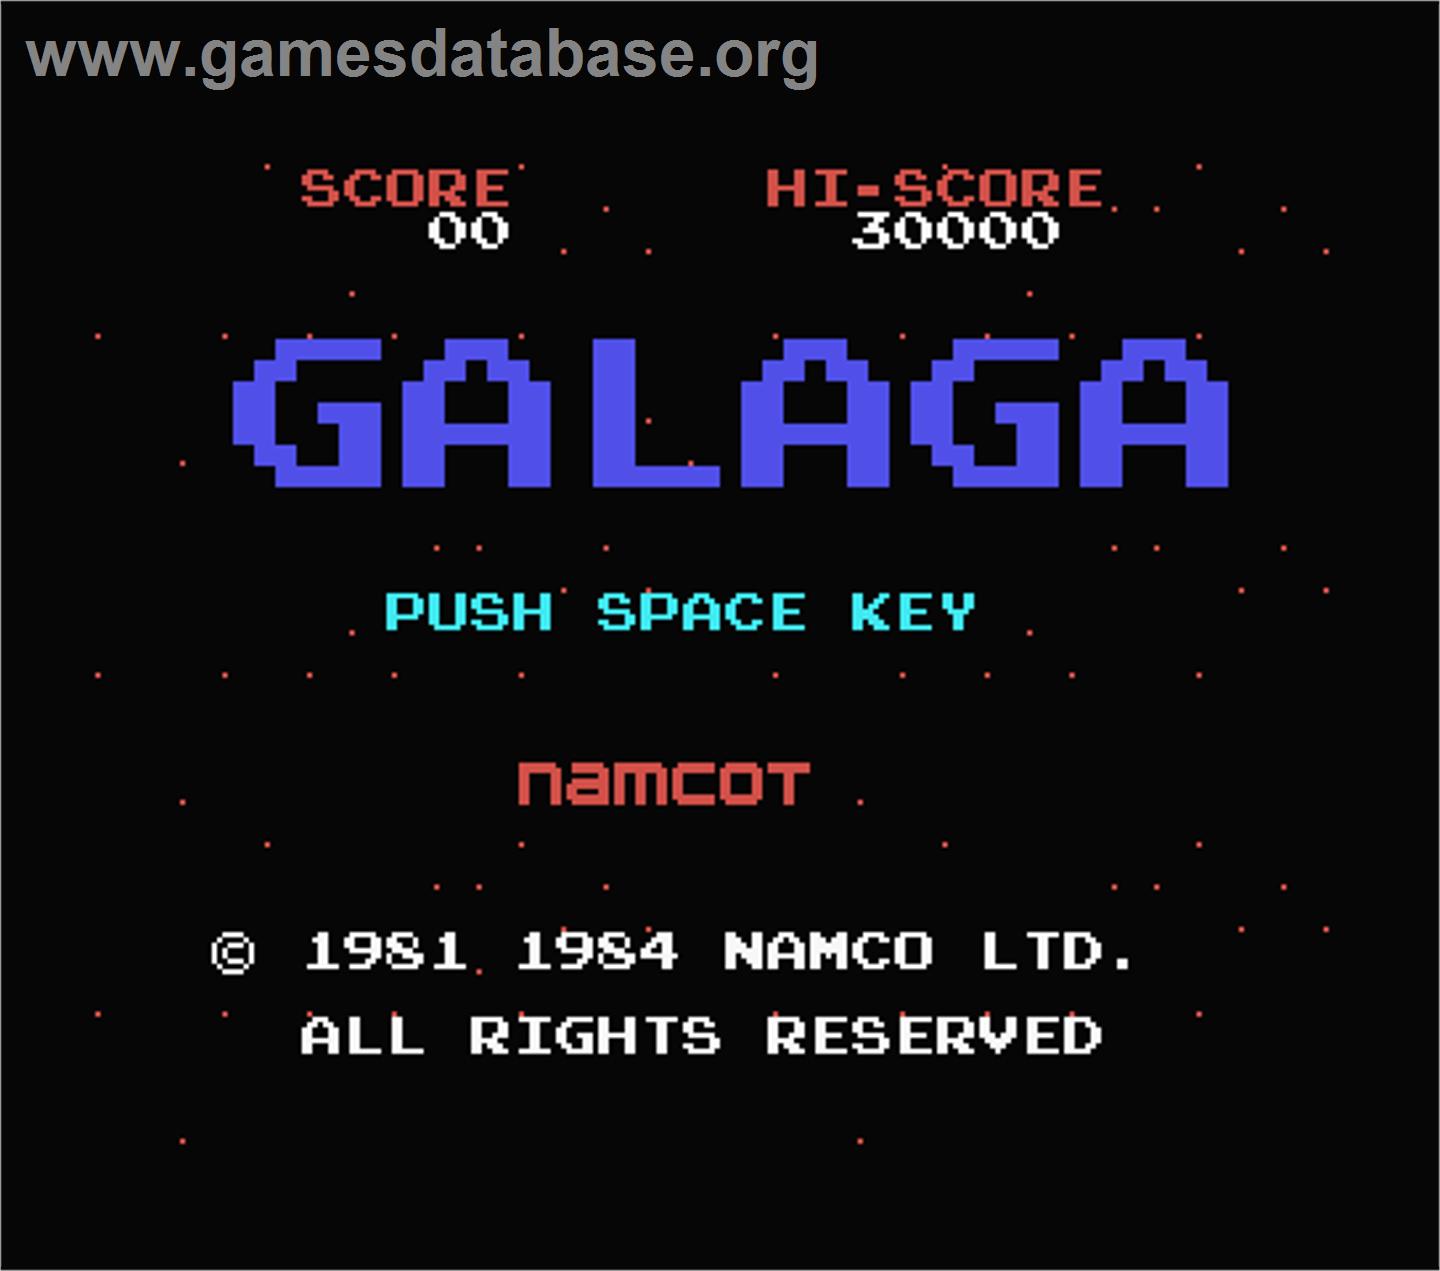 www.gamesdatabase.org
SCORE HI-SCORE
00 30000
GALAGA
PUSH SPACE KEY
namcot
© 1981 1984 NAMCO LTD.
ALL RIGHTS RESERVED